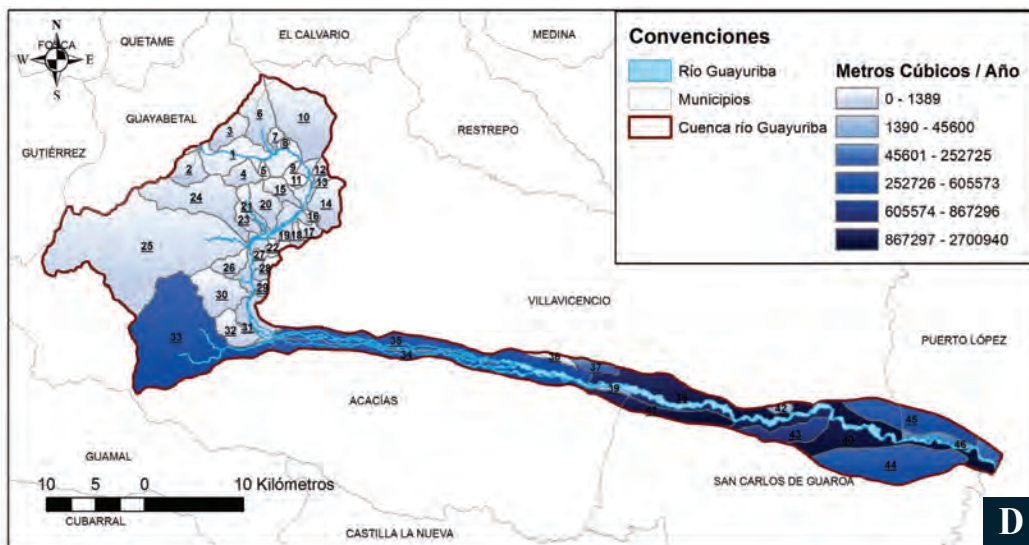 N
W E
S
FOSCA
QUETAME
EL CALVARIO
MEDINA
GUAYABETAL
RESTREPO
GUTIÉRREZ
VILLAVICENCIO
PUERTO LÓPEZ
ACACÍAS
GUAMAL
SAN CARLOS DE GUAROA
CUBARRAL
CASTILLA LA NUEVA
6
10
3
7
8
1
2
4
5
9
11
12
13
15
24
21
20
14
23
16
19
18
17
22
25
27
26
28
29
30
33
32
31
35
34
36
37
39
42
45
43
40
46
44
10 5 0 10 Kilómetros
Convenciones
Río Guayuriba
Municipios
Cuenca río Guayuriba
Metros Cúbicos / Año
0 - 1389
1390 - 45600
45601 - 252725
252726 - 605573
605574 - 867296
867297 - 2700940
D